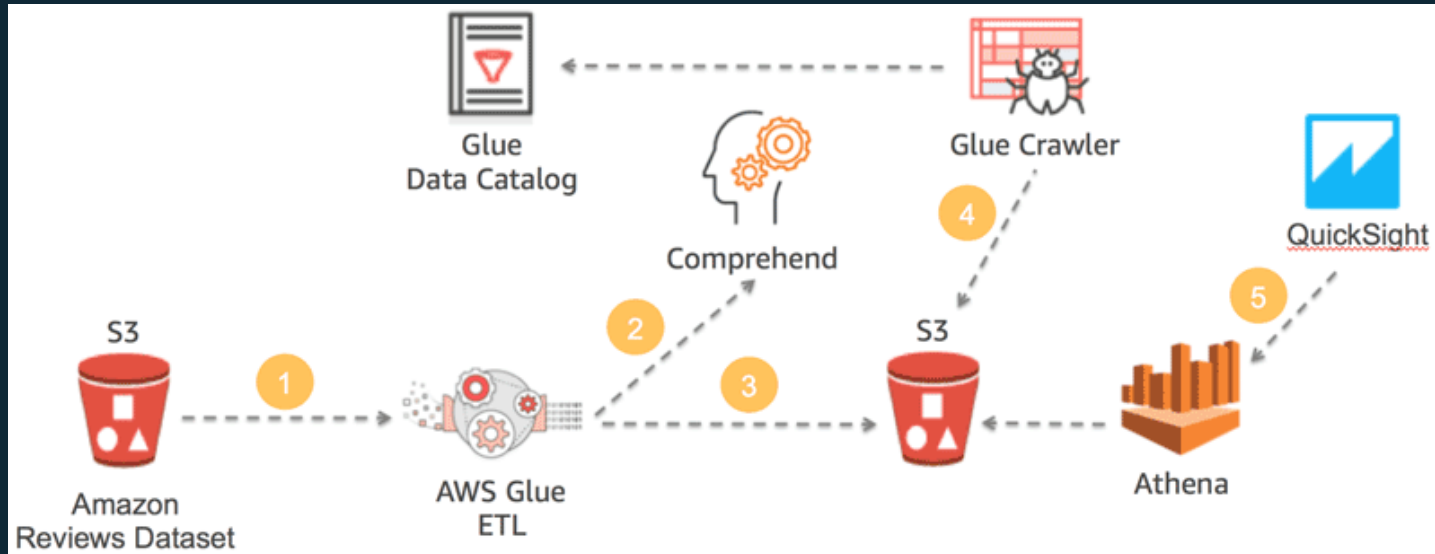 Glue
Data Catalog
Glue Crawler
Comprehend
4
QuickSight
2
5
S3
S3
1
3
Amazon
Reviews Dataset
AWS Glue
ETL
Athena